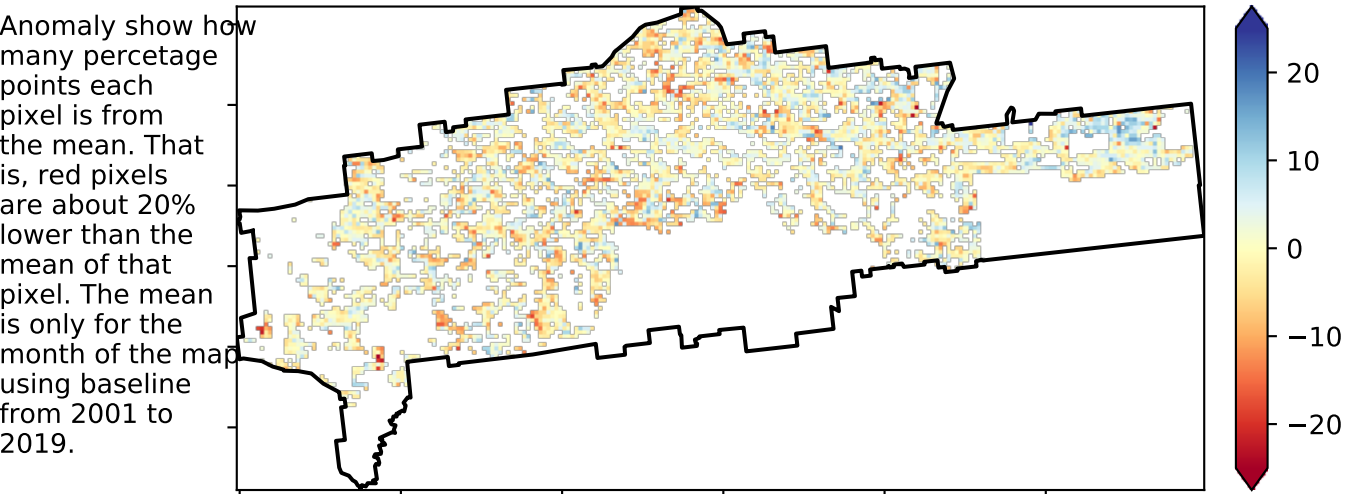 Anomaly show how
many percetage
points each
pixel is from
the mean. That
is, red pixels
are about 20%
lower than the
mean of that
pixel. The mean
is only for the
month of the map
using baseline
from 2001 to
2019.
20
10
0
−10
−20